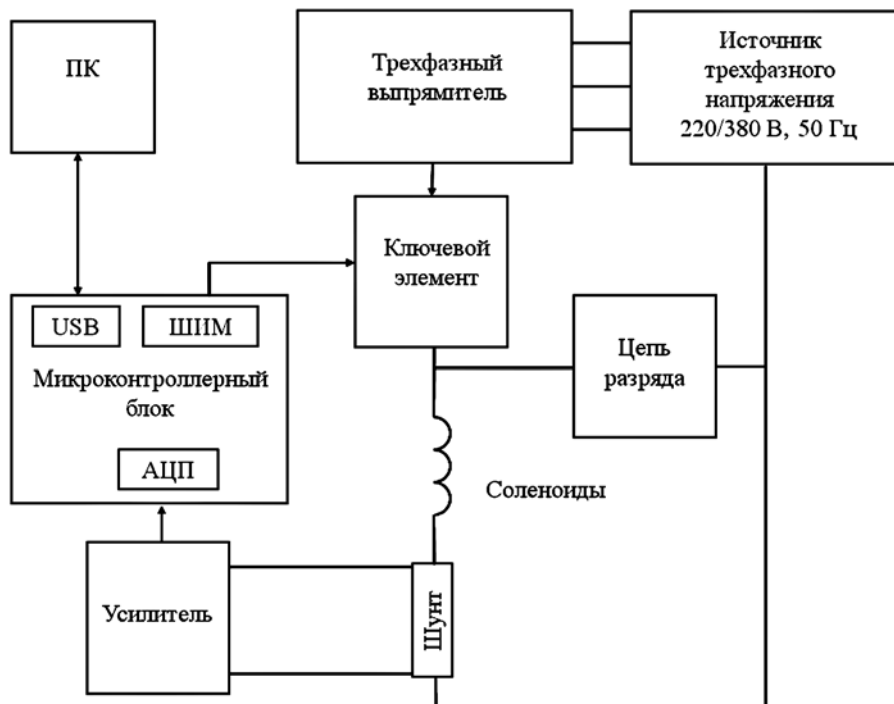 ПК
Трехфазный
выпрямитель
Источник
трехфазного
напряжения
220/380 В, 50 Гц
Ключевой
элемент
USB
ШИМ
Микроконтроллерный
блок
АЦП
Цепь
разряда
Соленоиды
Усилитель
Шунт